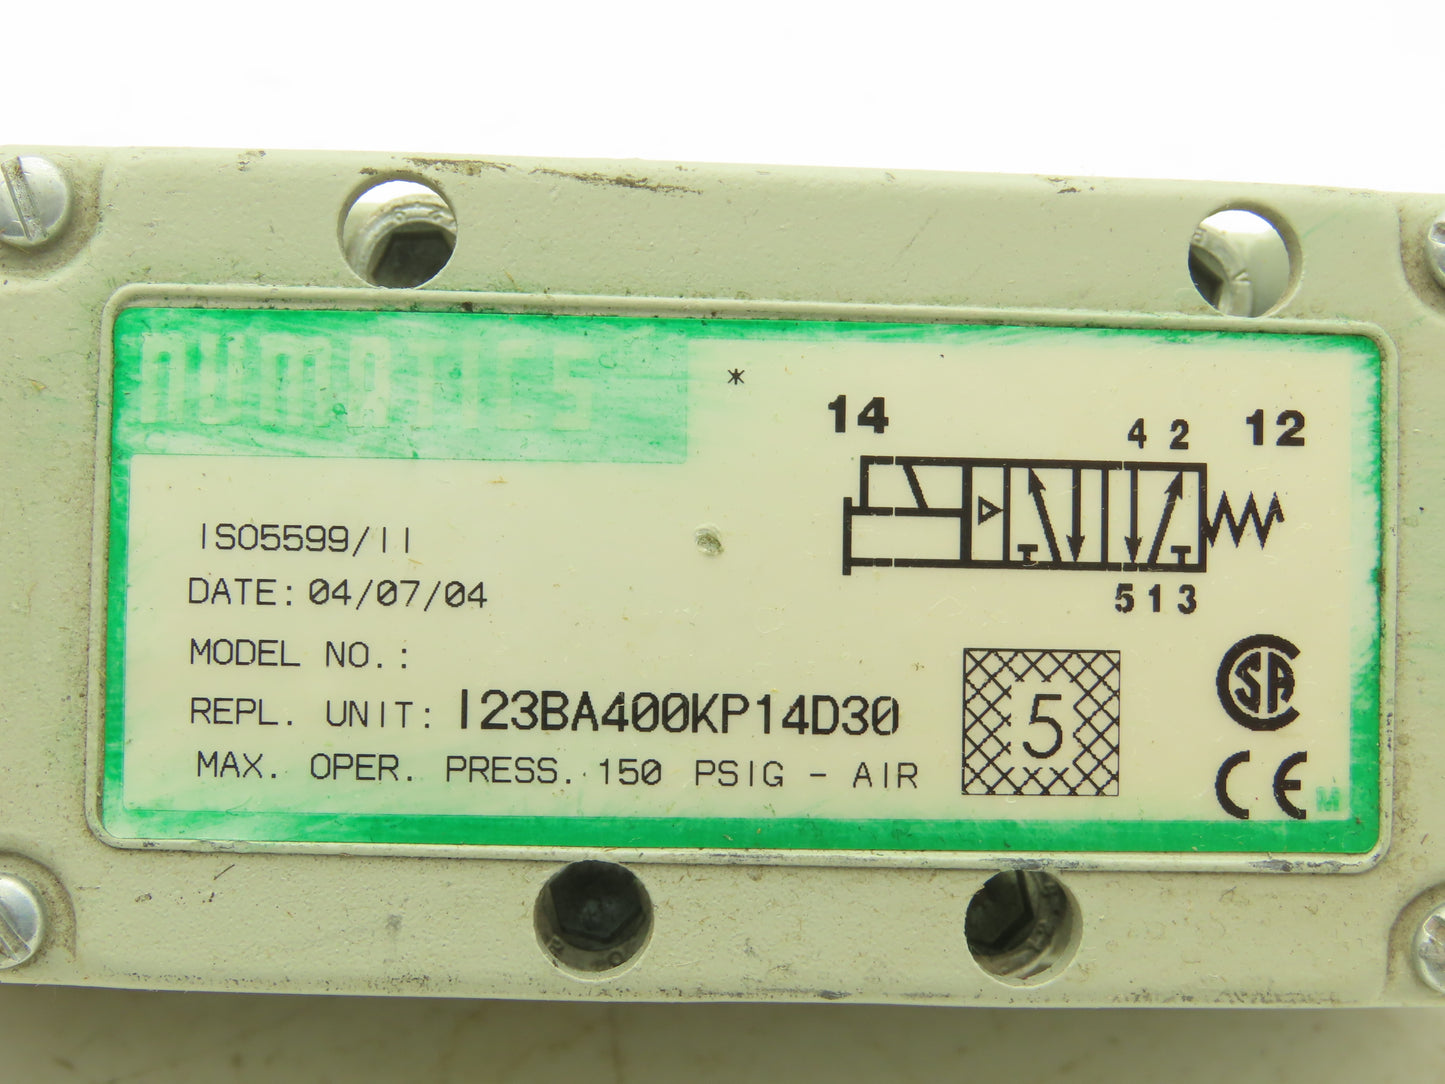 NUMATICS
*
14
4 2
12
5 1 3
ISO5599/II
DATE: 04/07/04
MODEL NO.:
REPL. UNIT: I23BA400KP14D30
MAX. OPER. PRESS. 150 PSIG - AIR
5
CSA
CE
M